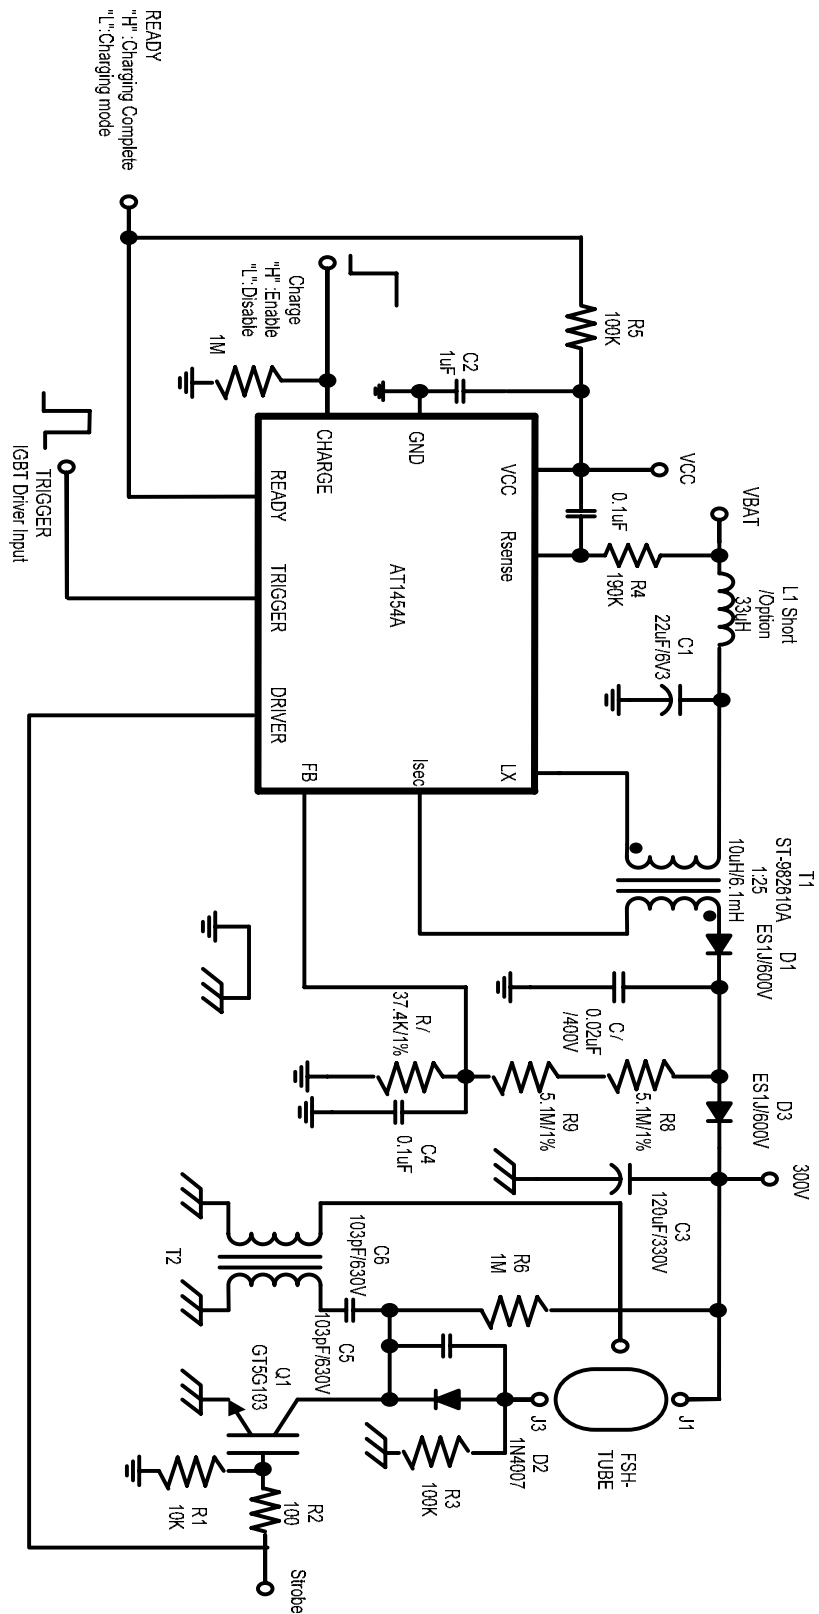 READY
"H" :Charging Complete
"L":Charging mode
Charge
"H" :Enable
"L":Disable
1M
TRIGGER
IGBT Driver Input
R5
100K
C2
1uF
VCC
0.1uF
R4
190K
VBAT
L1 Short
/Option
33uH
C1
22uF/6V3
GND
CHARGE
VCC
Rsense
READY
TRIGGER
DRIVER
AT1454A
FB
Isec
LX
T1
ST-982610A
1:25
10uH/6.1mH
D1
ES1J/600V
C/
0.02uF
/400V
R/
37.4K/1%
R8
5.1M/1%
R9
5.1M/1%
C4
0.1uF
D3
ES1J/600V
300V
C3
120uF/330V
T2
C6
103pF/630V
R6
1M
C5
103pF/630V
Q1
GT5G103
J1
J3
FSH-
TUBE
D2
1N4007
R3
100K
R1
10K
R2
100
Strobe